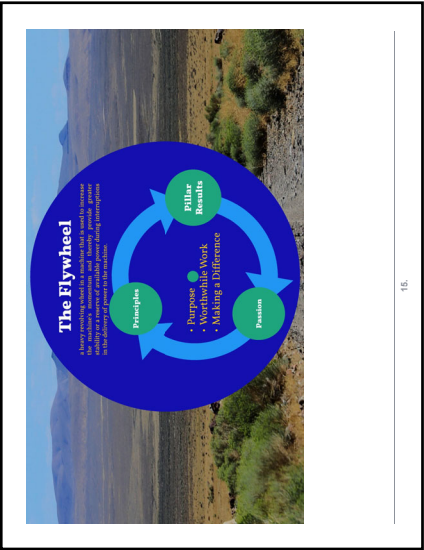 The Flywheel
a heavy revolving wheel in a machine that is used to increase
the machine's momentum and thereby provide greater
stability or a reserve of available power during interruptions
in the delivery of power to the machine.
Pillar
Results
Principles
• Purpose
• Worthwhile Work
• Making a Difference
Passion
15.